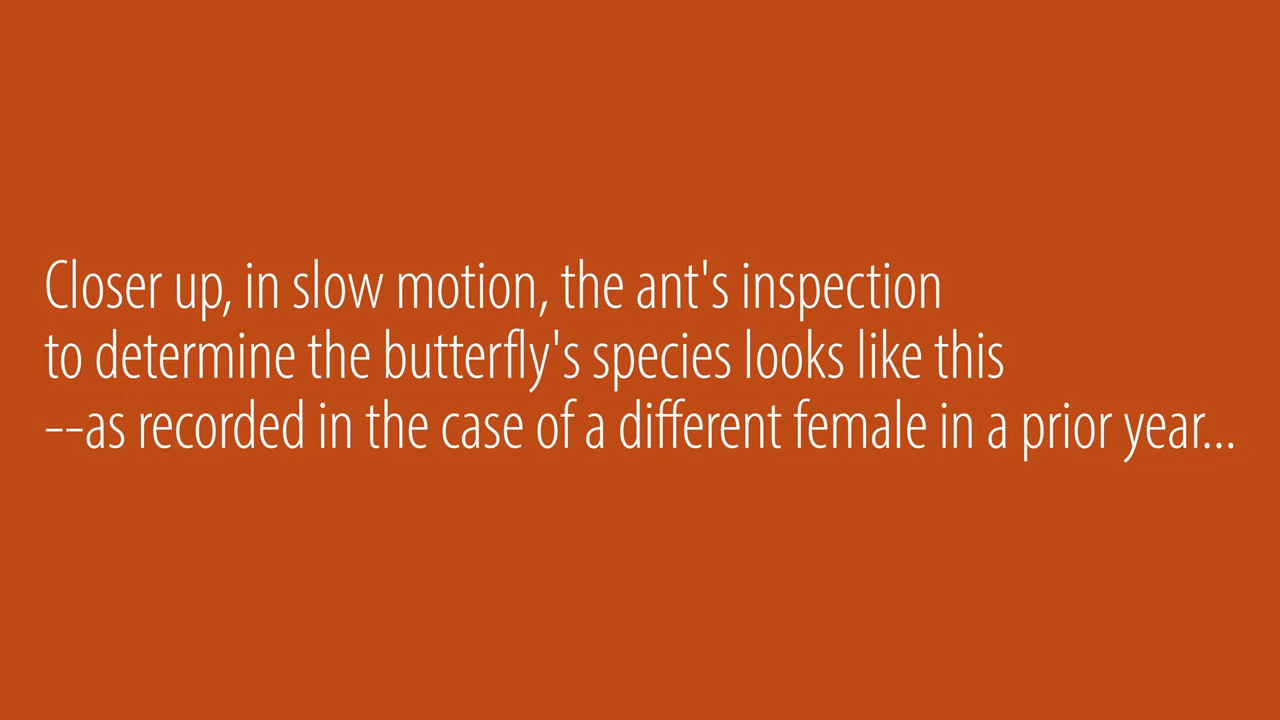 Closer up, in slow motion, the ant's inspection
to determine the butterfly's species looks like this
--as recorded in the case of a different female in a prior year...